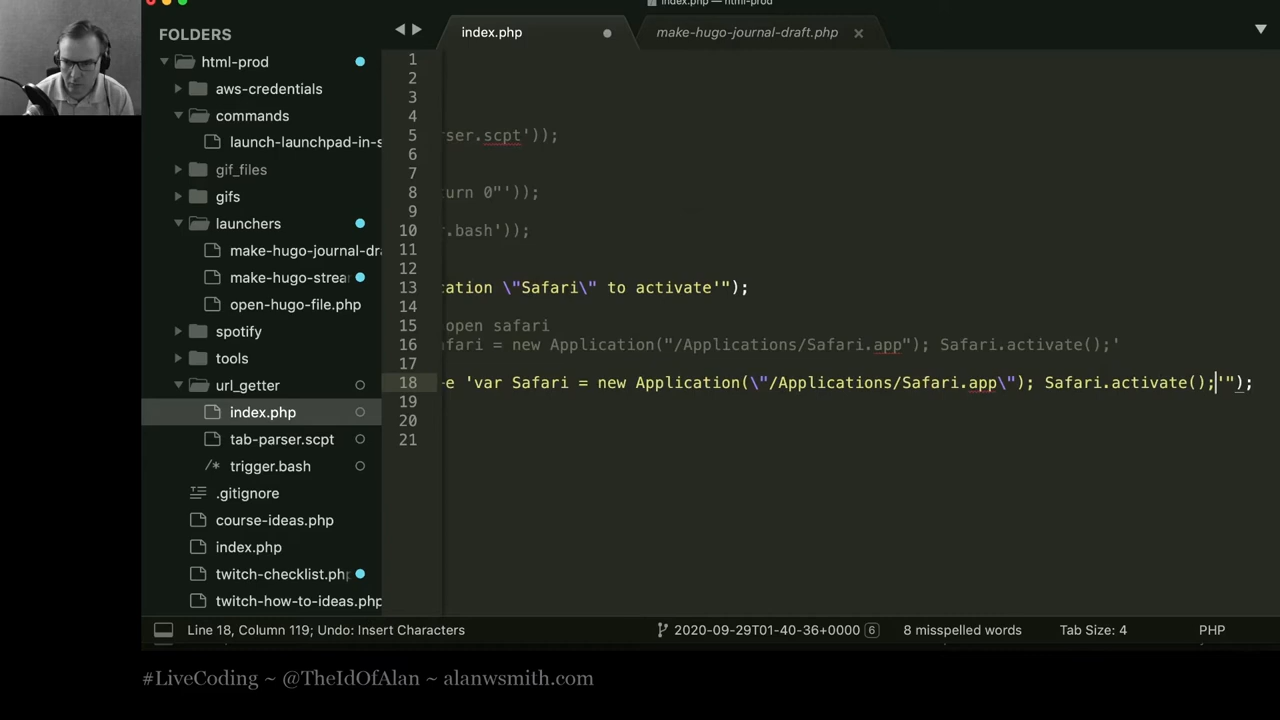 index.php — html-prod
FOLDERS
index.php
make-hugo-journal-draft.php
html-prod
aws-credentials
commands
launch-launchpad-in-s
gif_files
gifs
launchers
make-hugo-journal-dra
make-hugo-strea
open-hugo-file.php
spotify
tools
url_getter
index.php
tab-parser.scpt
/* trigger.bash
.gitignore
course-ideas.php
index.php
twitch-checklist.php
twitch-how-to-ideas.php
1
2
3
4
5 rser.scpt'));
6
7
8 turn 0"'));
9
10 r.bash'));
11
12
13 cation \"Safari\" to activate'");
14
15 open safari
16 afari = new Application("/Applications/Safari.app"); Safari.activate();'
17
18 -e 'var Safari = new Application(\"/Applications/Safari.app\"); Safari.activate();'");
19
20
21
Line 18, Column 119; Undo: Insert Characters
2020-09-29T01-40-36+0000 6
8 misspelled words
Tab Size: 4
PHP
#LiveCoding ~ @TheIdOfAlan ~ alanwsmith.com